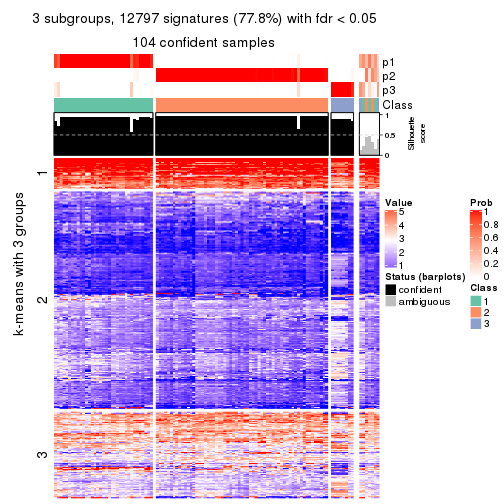 3 subgroups, 12797 signatures (77.8%) with fdr < 0.05
104 confident samples
p1
p2
p3
Class
1
0.5
0
Silhouette
score
k-means with 3 groups
1
2
3
Value
5
4
3
2
1
Status (barplots)
confident
ambiguous
Prob
1
0.8
0.6
0.4
0.2
0
Class
1
2
3